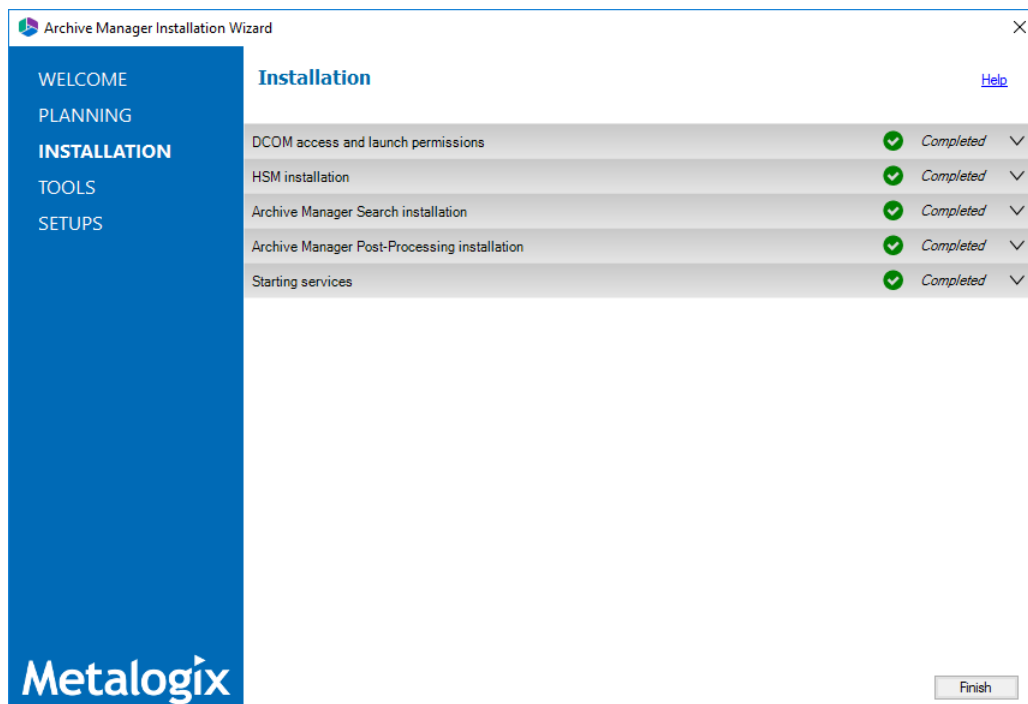 Archive Manager Installation Wizard
WELCOME
PLANNING
INSTALLATION
TOOLS
SETUPS
Installation
Help
DCOM access and launch permissions Completed
HSM installation Completed
Archive Manager Search installation Completed
Archive Manager Post-Processing installation Completed
Starting services Completed
Metalogix
Finish